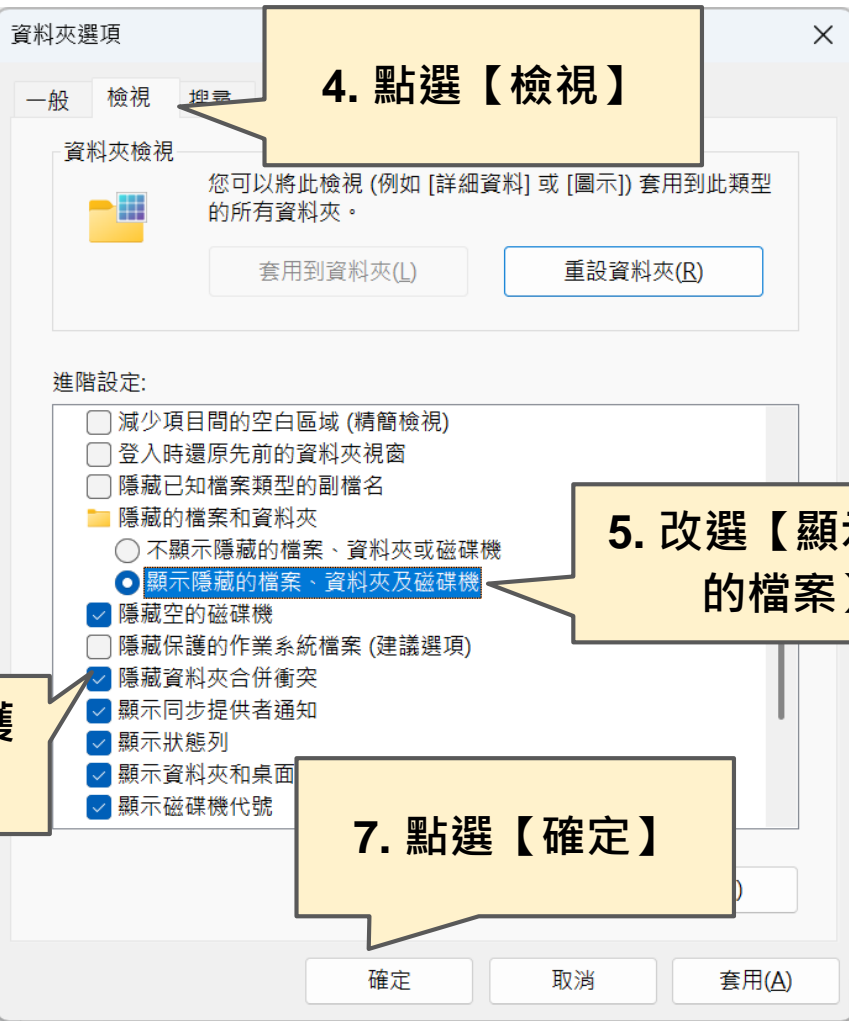 資料夾選項
4. 點選【檢視】
一般
檢視
搜尋
資料夾檢視
您可以將此檢視 (例如 [詳細資料] 或 [圖示]) 套用到此類型
的所有資料夾。
套用到資料夾(L)
重設資料夾(R)
進階設定:
減少項目間的空白區域 (精簡檢視)
登入時還原先前的資料夾視窗
隱藏已知檔案類型的副檔名
隱藏的檔案和資料夾
不顯示隱藏的檔案、資料夾或磁碟機
顯示隱藏的檔案、資料夾及磁碟機
5. 改選【顯
的檔案】
隱藏空的磁碟機
隱藏保護的作業系統檔案 (建議選項)
隱藏資料夾合併衝突
顯示同步提供者通知
顯示狀態列
顯示資料夾和桌面
顯示磁碟機代號
7. 點選【確定】
)
確定
取消
套用(A)